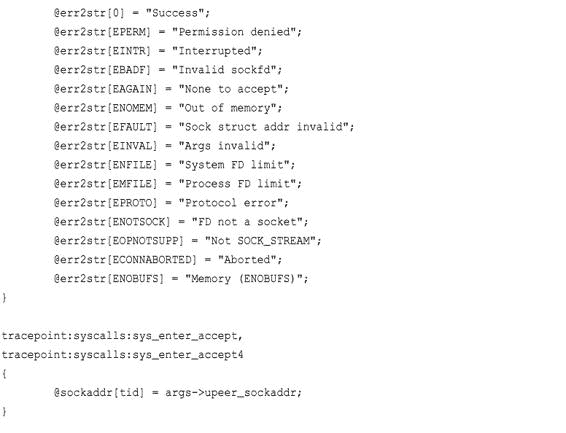 @err2str[0] = "Success";
@err2str[EPERM] = "Permission denied";
@err2str[EINTR] = "Interrupted";
@err2str[EBADF] = "Invalid sockfd";
@err2str[EAGAIN] = "None to accept";
@err2str[ENOMEM] = "Out of memory";
@err2str[EFAULT] = "Sock struct addr invalid";
@err2str[EINVAL] = "Args invalid";
@err2str[ENFILE] = "System FD limit";
@err2str[EMFILE] = "Process FD limit";
@err2str[EPROTO] = "Protocol error";
@err2str[ENOTSOCK] = "FD not a socket";
@err2str[EOPNOTSUPP] = "Not SOCK_STREAM";
@err2str[ECONNABORTED] = "Aborted";
@err2str[ENOBUFS] = "Memory (ENOBUFS)";
}
tracepoint:syscalls:sys_enter_accept,
tracepoint:syscalls:sys_enter_accept4
{
@sockaddr[tid] = args->upeer_sockaddr;
}